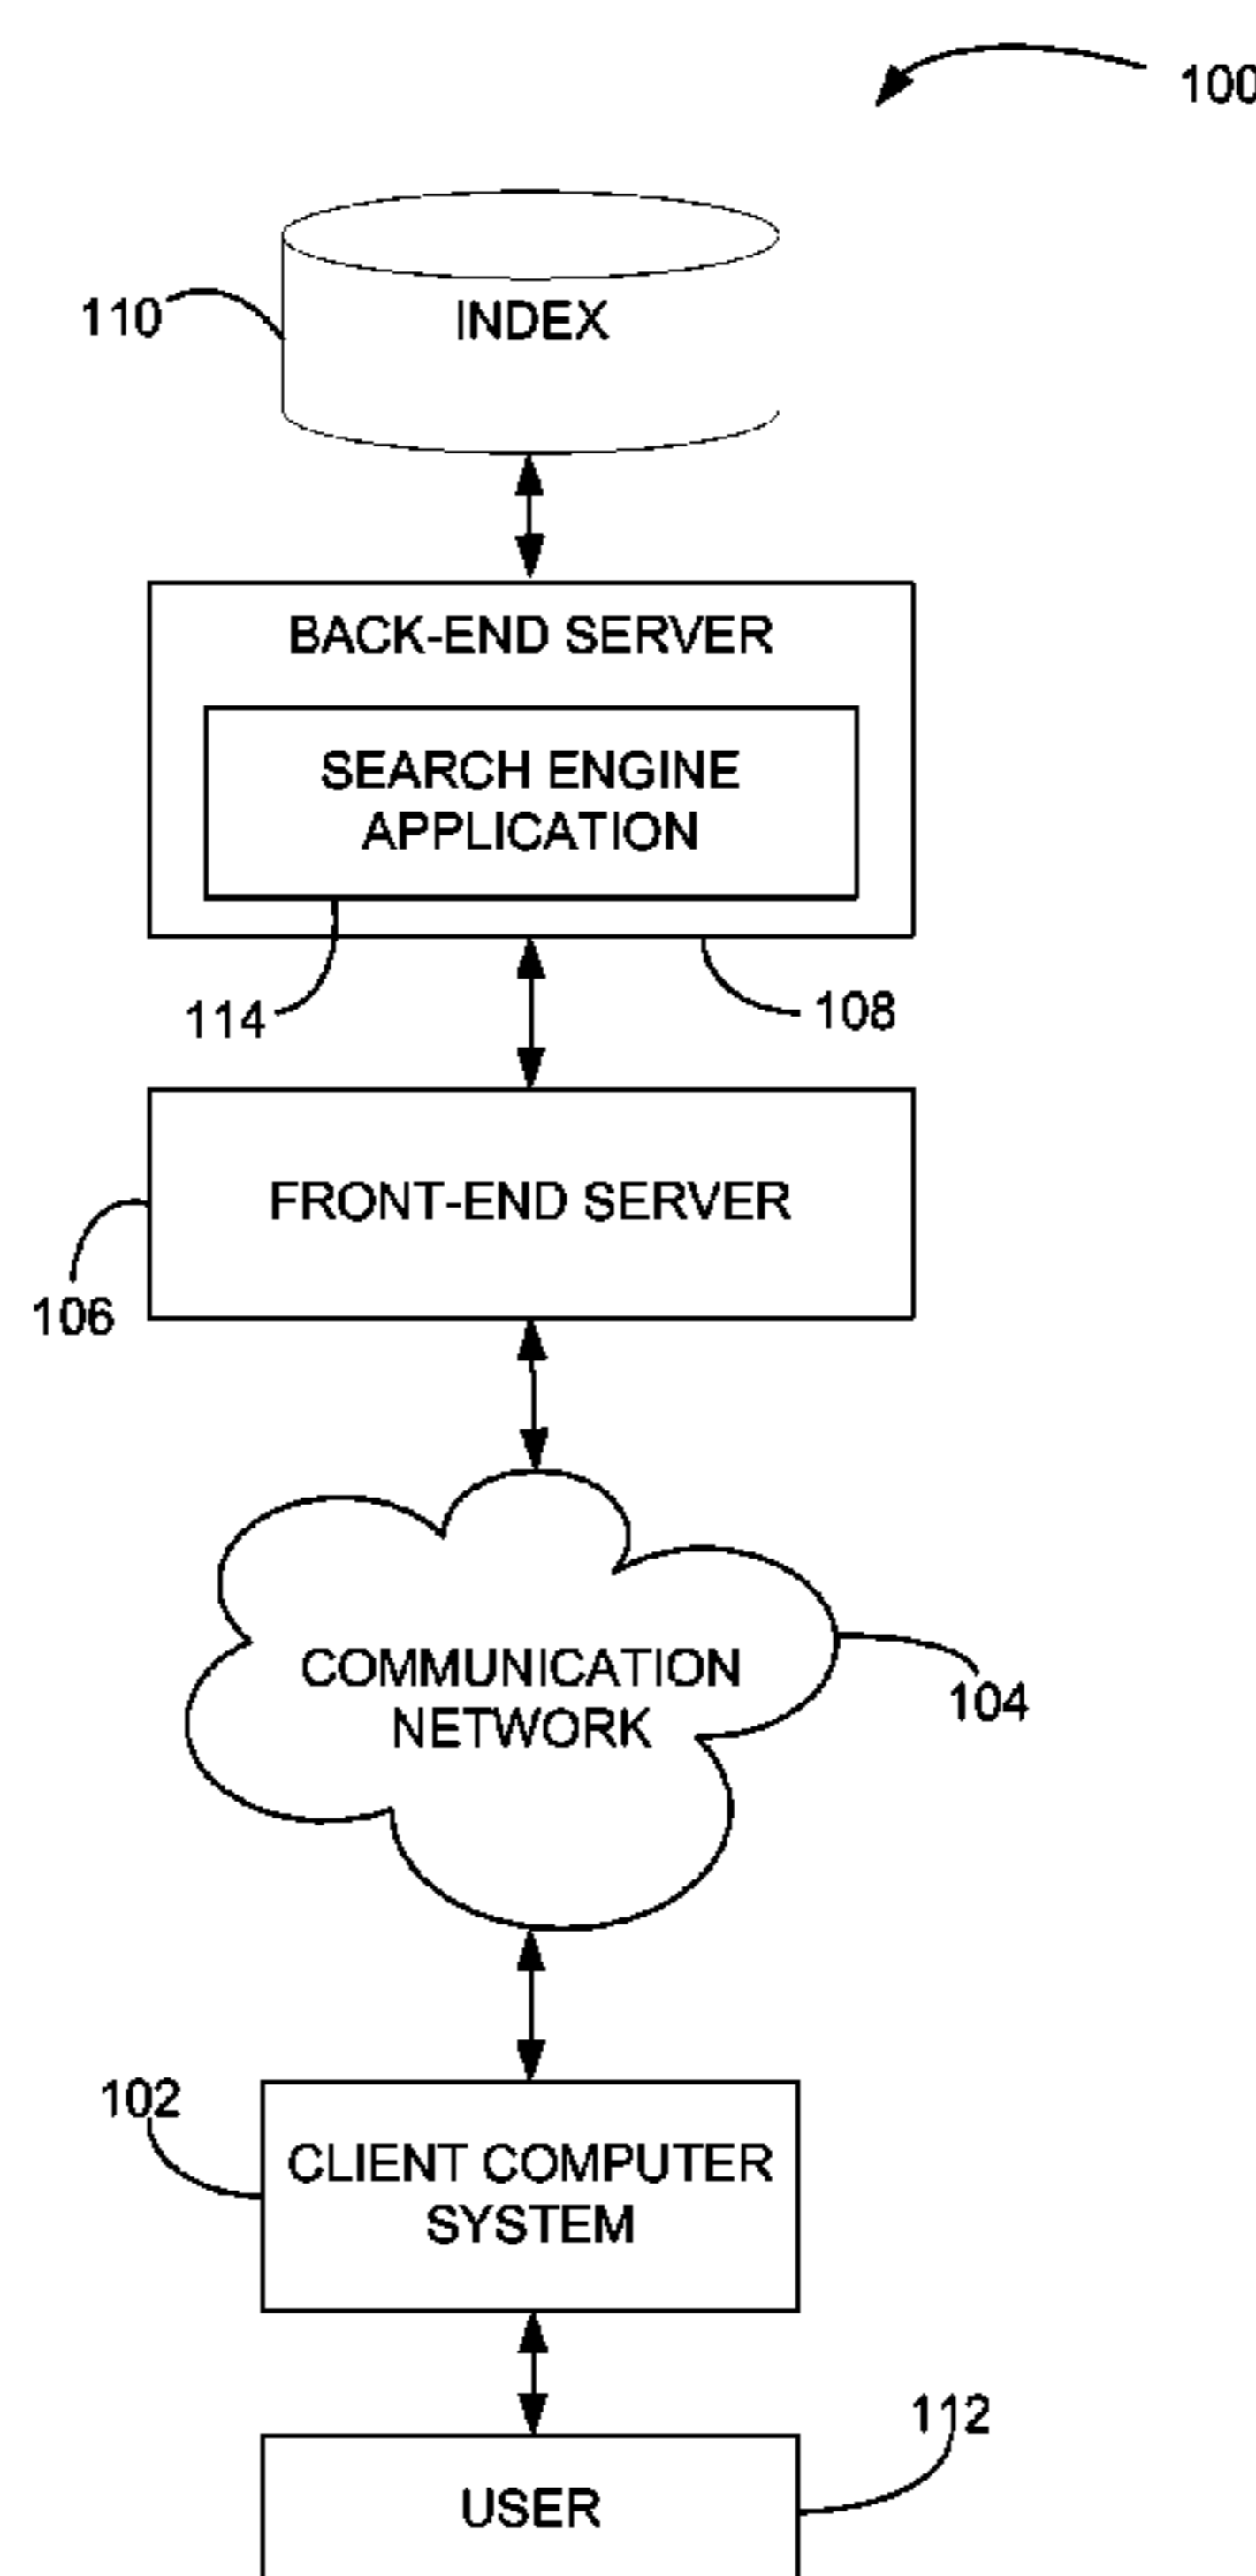 100
110
INDEX
BACK-END SERVER
SEARCH ENGINE
APPLICATION
114
108
FRONT-END SERVER
106
COMMUNICATION
NETWORK
104
102
CLIENT COMPUTER
SYSTEM
112
USER